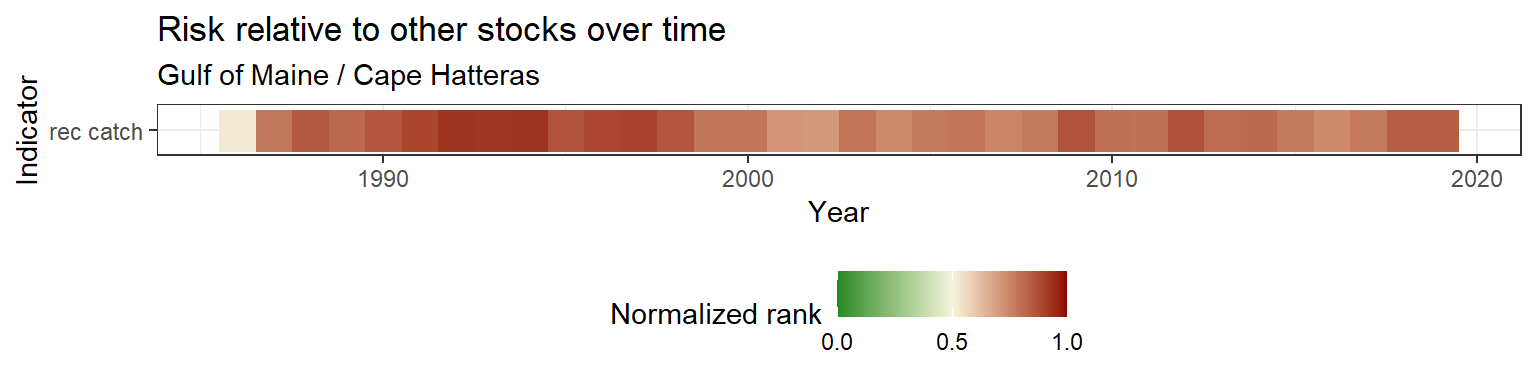 Risk relative to other stocks over time
Gulf of Maine / Cape Hatteras
Indicator
rec catch
1990 2000 2010 2020
Year
Normalized rank
0.0 0.5 1.0